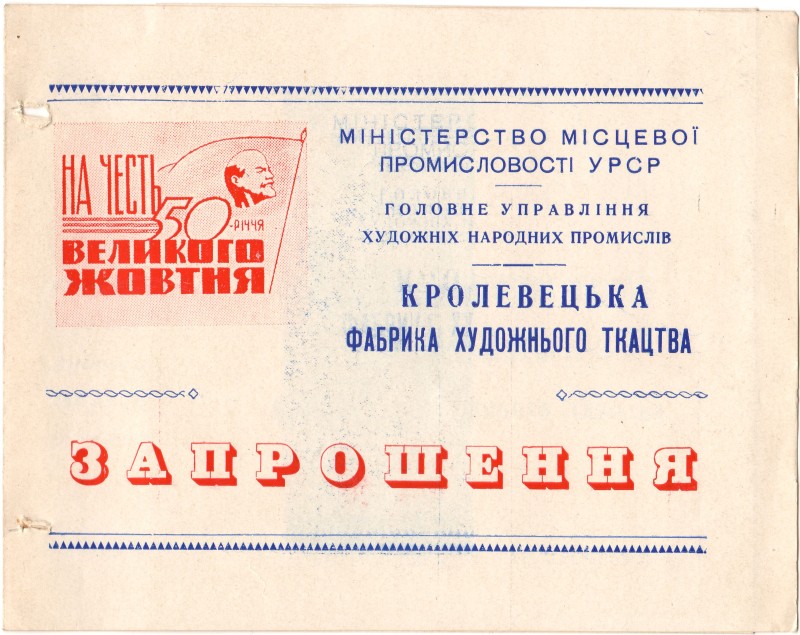 НА ЧЕСТЬ
50-РІЧЧЯ
ВЕЛИКОГО
ЖОВТНЯ
МІНІСТЕРСТВО МІСЦЕВОЇ
ПРОМИСЛОВОСТІ УРСР
ГОЛОВНЕ УПРАВЛІННЯ
ХУДОЖНІХ НАРОДНИХ ПРОМИСЛІВ
КРОЛЕВЕЦЬКА
ФАБРИКА ХУДОЖНЬОГО ТКАЦТВА
ЗАПРОШЕННЯ